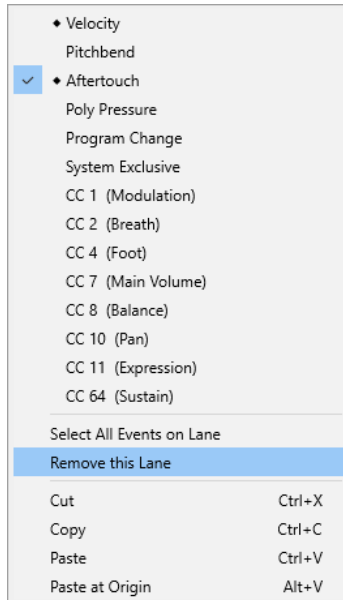 Velocity
Pitchbend
Aftertouch
Poly Pressure
Program Change
System Exclusive
CC 1 (Modulation)
CC 2 (Breath)
CC 4 (Foot)
CC 7 (Main Volume)
CC 8 (Balance)
CC 10 (Pan)
CC 11 (Expression)
CC 64 (Sustain)
Select All Events on Lane
Remove this Lane
Cut Ctrl+X
Copy Ctrl+C
Paste Ctrl+V
Paste at Origin Alt+V